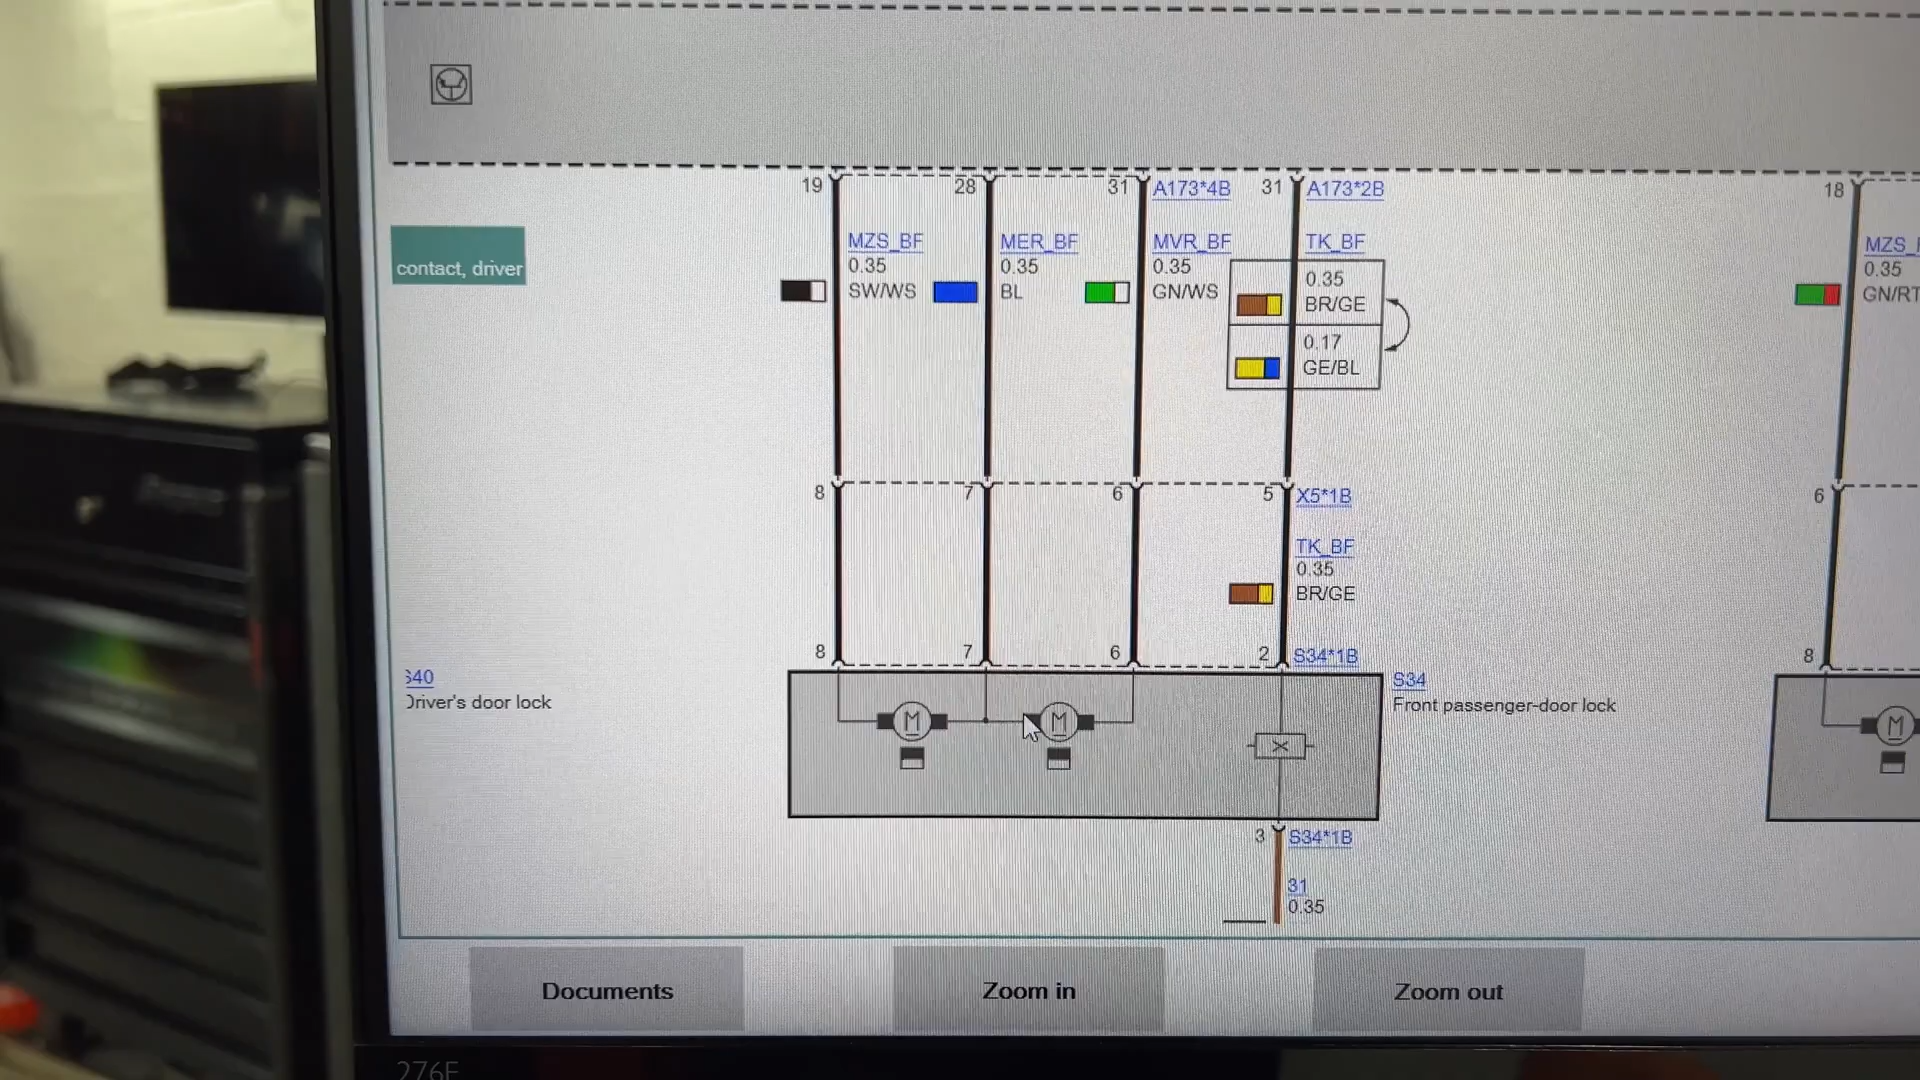 19
28
31
A173*4B
31
A173*2B
18
contact, driver
MZS_BF
0.35
SW/WS
MER_BF
0.35
BL
MVR_BF
0.35
GN/WS
TK_BF
0.35
BR/GE
0.17
GE/BL
MZS_
0.35
GN/RT
8
7
6
5
X5*1B
6
TK_BF
0.35
BR/GE
8
7
6
2
S34*1B
8
S40
Driver's door lock
M
M
S34
Front passenger-door lock
M
3
S34*1B
31
0.35
Documents
Zoom in
Zoom out